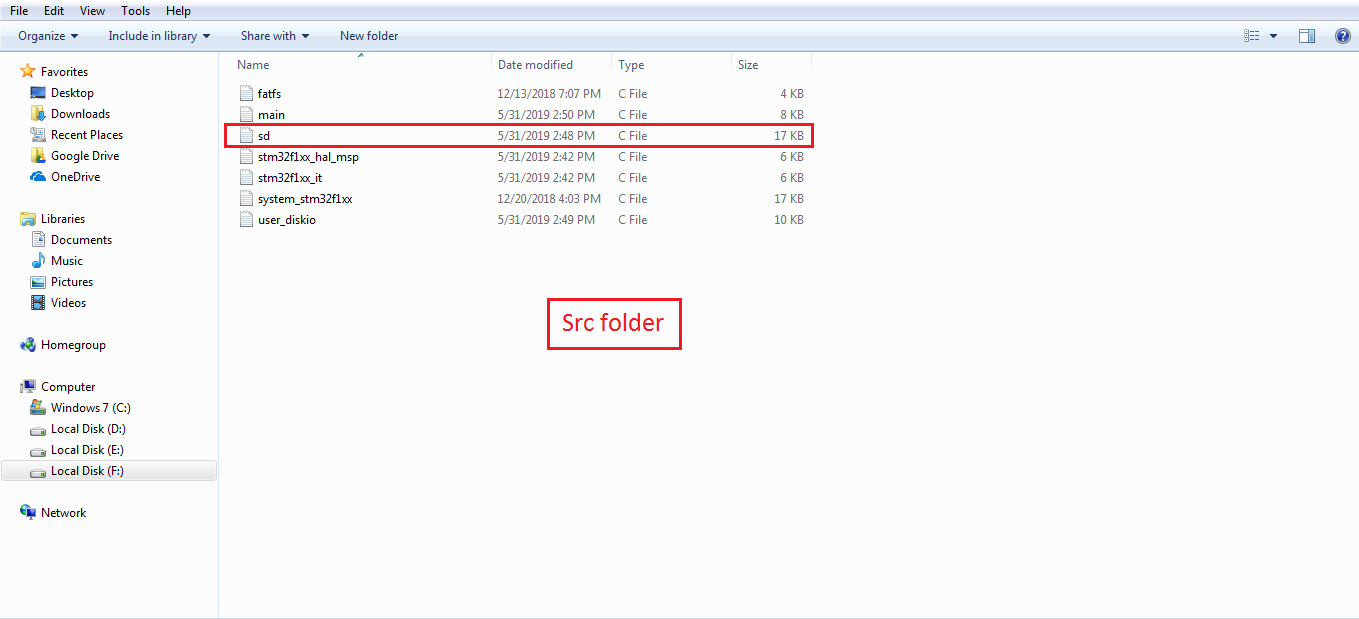 File Edit View Tools Help
Organize Include in library Share with New folder
Name Date modified Type Size
Favorites
Desktop
Downloads
Recent Places
Google Drive
OneDrive
Libraries
Documents
Music
Pictures
Videos
Homegroup
Computer
Windows 7 (C:)
Local Disk (D:)
Local Disk (E:)
Local Disk (F:)
Network
fatfs 12/13/2018 7:07 PM C File 4 KB
main 5/31/2019 2:50 PM C File 8 KB
sd 5/31/2019 2:48 PM C File 17 KB
stm32f1xx_hal_msp 5/31/2019 2:42 PM C File 6 KB
stm32f1xx_it 5/31/2019 2:42 PM C File 6 KB
system_stm32f1xx 12/20/2018 4:03 PM C File 17 KB
user_diskio 5/31/2019 2:49 PM C File 10 KB
Src folder